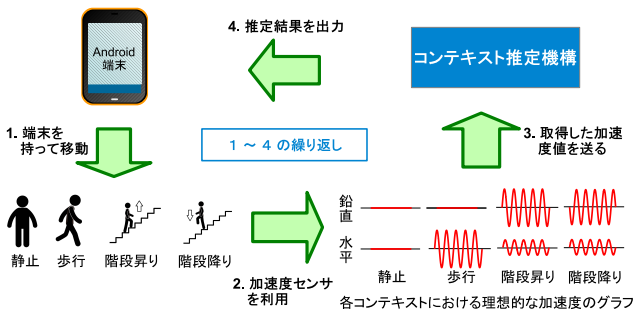 Android
端末
4. 推定結果を出力
コンテキスト推定機構
1. 端末を
持って移動
１ ～ ４ の繰り返し
3. 取得した加速
度値を送る
静止
歩行
階段昇り
階段降り
2. 加速度センサ
を利用
鉛直
水平
静止
歩行
階段昇り
階段降り
各コンテキストにおける理想的な加速度のグラフ